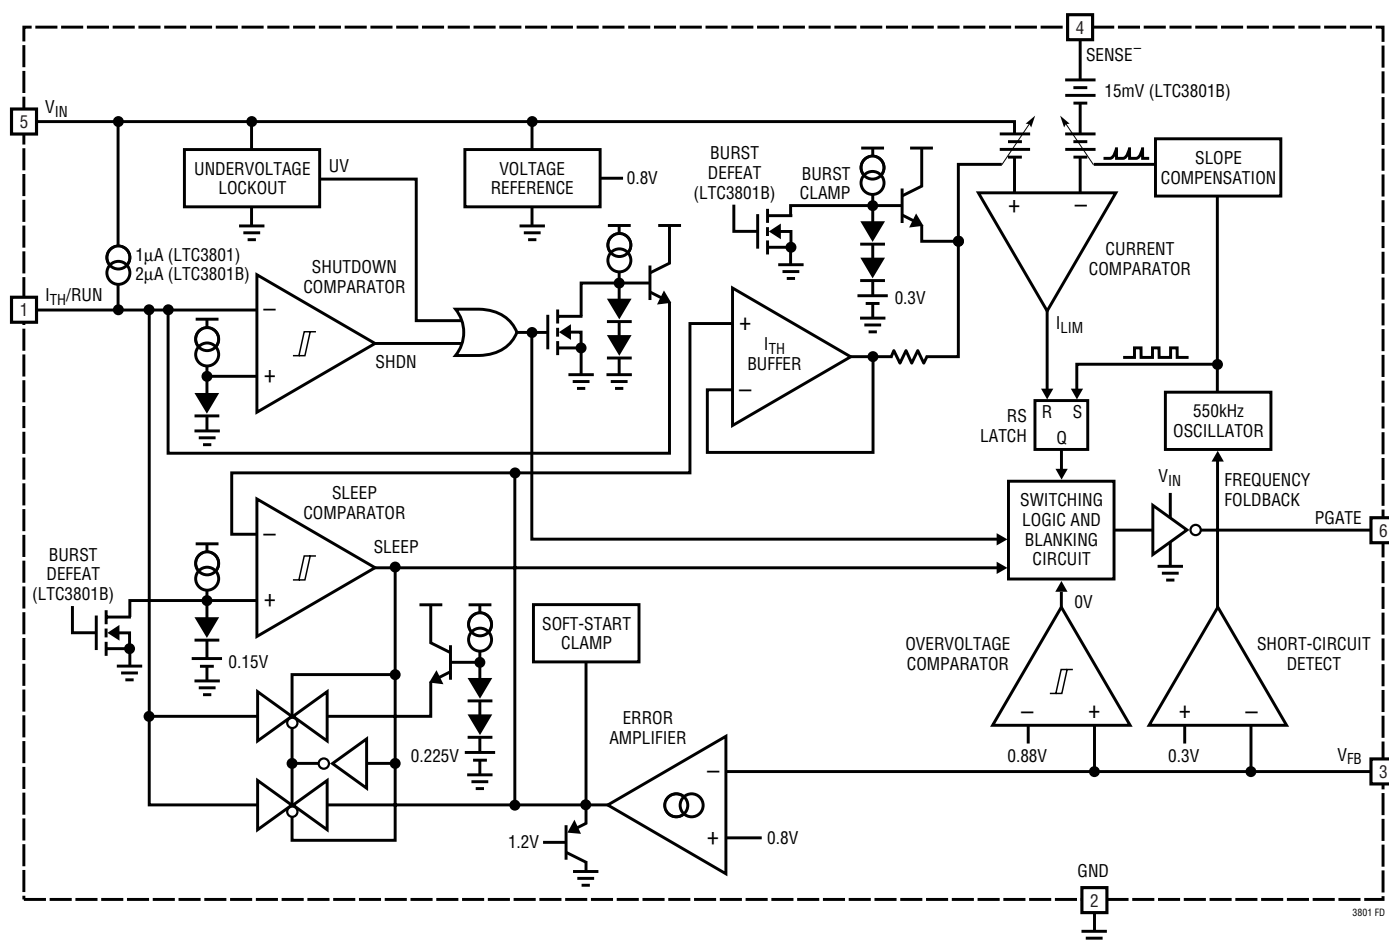 4
SENSE−
15mV (LTC3801B)
5
VIN
UNDERVOLTAGE
LOCKOUT
UV
VOLTAGE
REFERENCE
0.8V
BURST
DEFEAT
(LTC3801B)
BURST
CLAMP
SLOPE
COMPENSATION
+
−
CURRENT
COMPARATOR
1µA (LTC3801)
2µA (LTC3801B)
SHUTDOWN
COMPARATOR
1
ITH/RUN
−
+
SHDN
0.3V
+
ITH
BUFFER
−
ILIM
RS
LATCH
R
S
Q
550kHz
OSCILLATOR
FREQUENCY
FOLDBACK
SLEEP
COMPARATOR
−
+
SLEEP
BURST
DEFEAT
(LTC3801B)
0.15V
SWITCHING
LOGIC AND
BLANKING
CIRCUIT
VIN
PGATE
6
0V
OVERVOLTAGE
COMPARATOR
−
+
0.88V
SHORT-CIRCUIT
DETECT
+
−
0.3V
SOFT-START
CLAMP
0.225V
ERROR
AMPLIFIER
−
+
0.8V
1.2V
VFB
3
GND
2
3801 FD